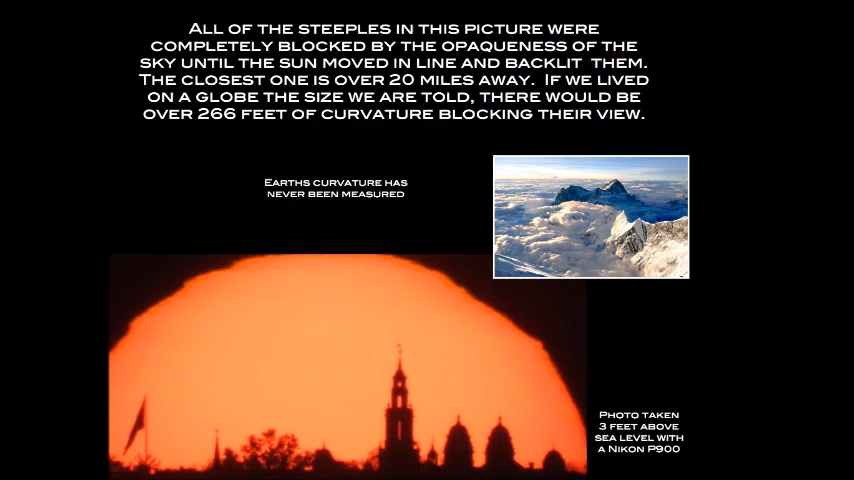 ALL OF THE STEEPLES IN THIS PICTURE WERE
COMPLETELY BLOCKED BY THE OPAQUENESS OF THE
SKY UNTIL THE SUN MOVED IN LINE AND BACKLIT THEM.
THE CLOSEST ONE IS OVER 20 MILES AWAY. IF WE LIVED
ON A GLOBE THE SIZE WE ARE TOLD, THERE WOULD BE
OVER 266 FEET OF CURVATURE BLOCKING THEIR VIEW.
EARTHS CURVATURE HAS
NEVER BEEN MEASURED
PHOTO TAKEN
3 FEET ABOVE
SEA LEVEL WITH
A NIKON P900